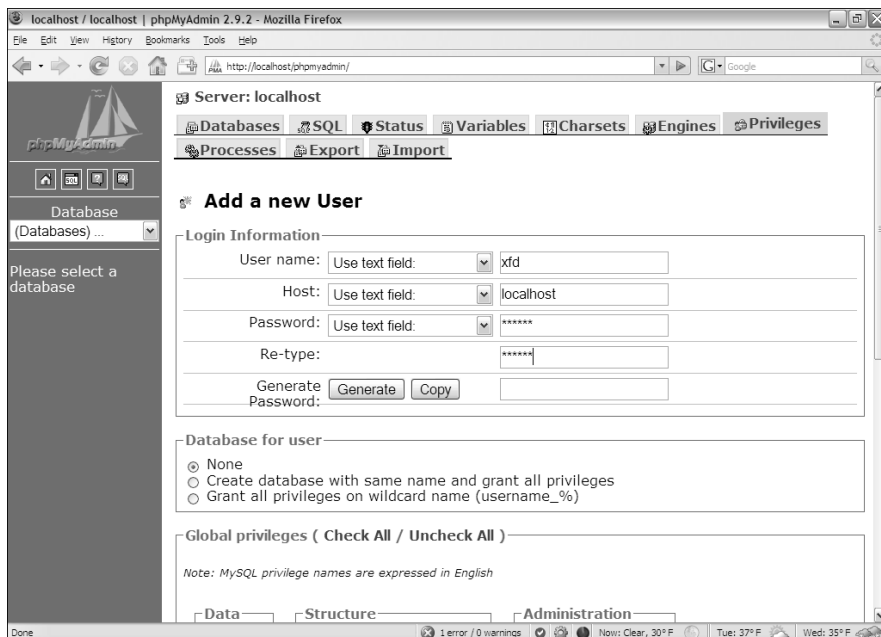 localhost / localhost | phpMyAdmin 2.9.2 - Mozilla Firefox
File Edit View History Bookmarks Tools Help
http://localhost/phpmyadmin/
G Google
phpMyAdmin
Database
(Databases) ...
Please select a
database
Server: localhost
Databases SQL Status Variables Charsets Engines Privileges
Processes Export Import
Add a new User
Login Information
User name: Use text field: xfd
Host: Use text field: localhost
Password: Use text field: ******
Re-type: ******
Generate
Password: Generate Copy
Database for user
None
Create database with same name and grant all privileges
Grant all privileges on wildcard name (username_%)
Global privileges ( Check All / Uncheck All )
Note: MySQL privilege names are expressed in English
Data Structure Administration
Done 1 error / 0 warnings Now: Clear, 30° F Tue: 37° F Wed: 35° F